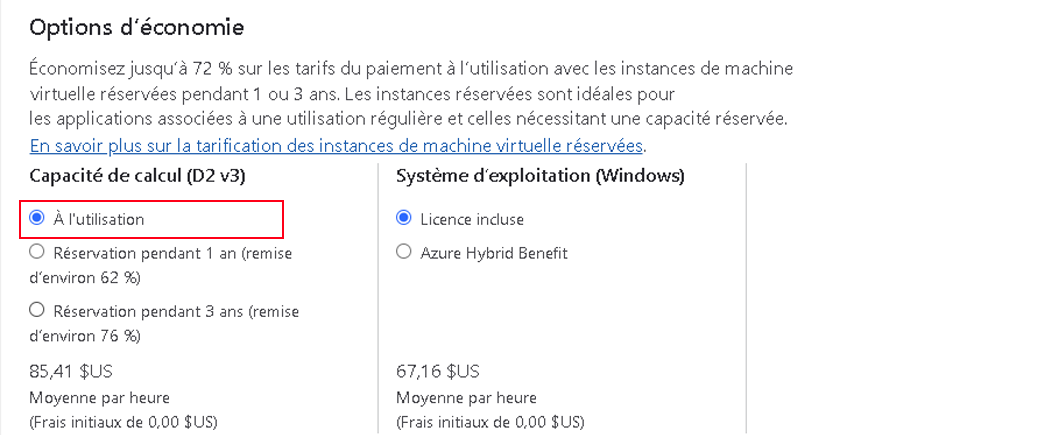 Options d'économie
Économisez jusqu'à 72 % sur les tarifs du paiement à l'utilisation avec les instances de machine
virtuelle réservées pendant 1 ou 3 ans. Les instances réservées sont idéales pour
les applications associées à une utilisation régulière et celles nécessitant une capacité réservée.
En savoir plus sur la tarification des instances de machine virtuelle réservées.
Capacité de calcul (D2 v3)
À l'utilisation
Réservation pendant 1 an (remise
d'environ 62 %)
Réservation pendant 3 ans (remise
d'environ 76 %)
85,41 $US
Moyenne par heure
(Frais initiaux de 0,00 $US)
Système d'exploitation (Windows)
Licence incluse
Azure Hybrid Benefit
67,16 $US
Moyenne par heure
(Frais initiaux de 0,00 $US)